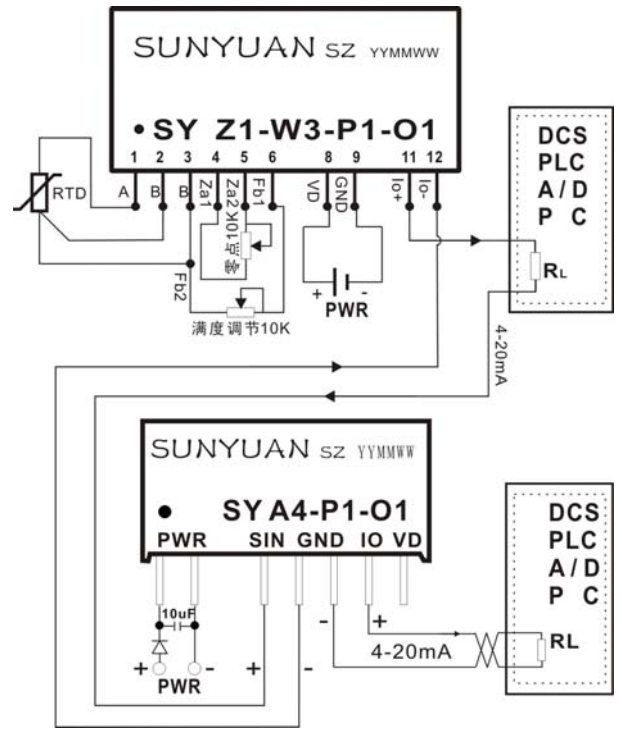 SUNYUAN SZ YYMMWW
SY Z1-W3-P1-O1
1 2 3 4 5 6 8 9 11 12
A B B Za1 Za2 Fb1 VD GND Io+ Io-
RTD
零点 10K
Fb2
+ -
PWR
满度调节10K
DCS
PLC
A/D
P C
RL
4-20mA
SUNYUAN SZ YYMMWW
SY A4-P1-O1
PWR SIN GND IO VD
10uF
+ -
PWR
+ -
- +
4-20mA
DCS
PLC
A/D
P C
RL